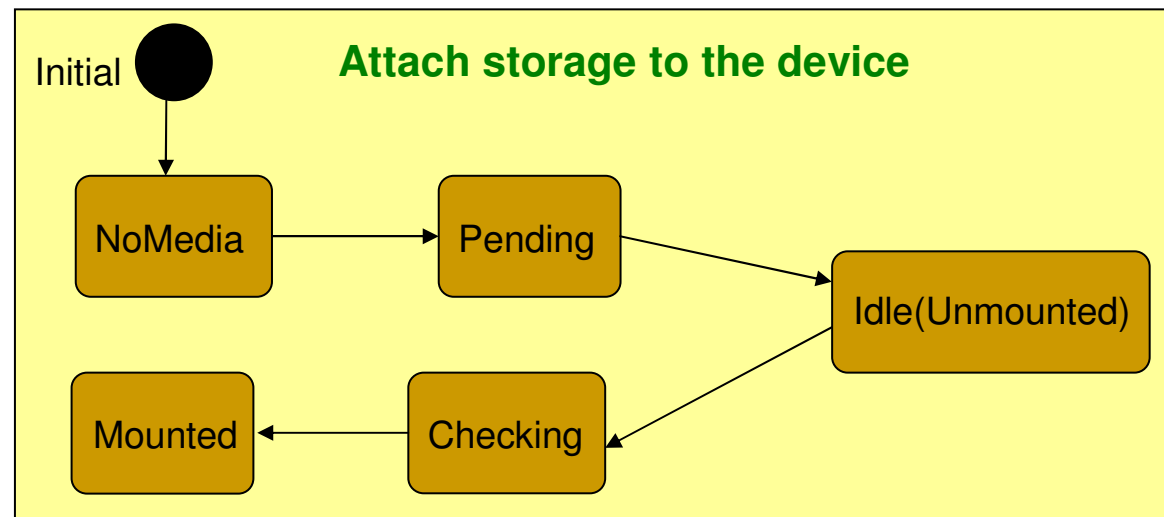 Attach storage to the device
Initial
NoMedia
Pending
Idle(Unmounted)
Mounted
Checking